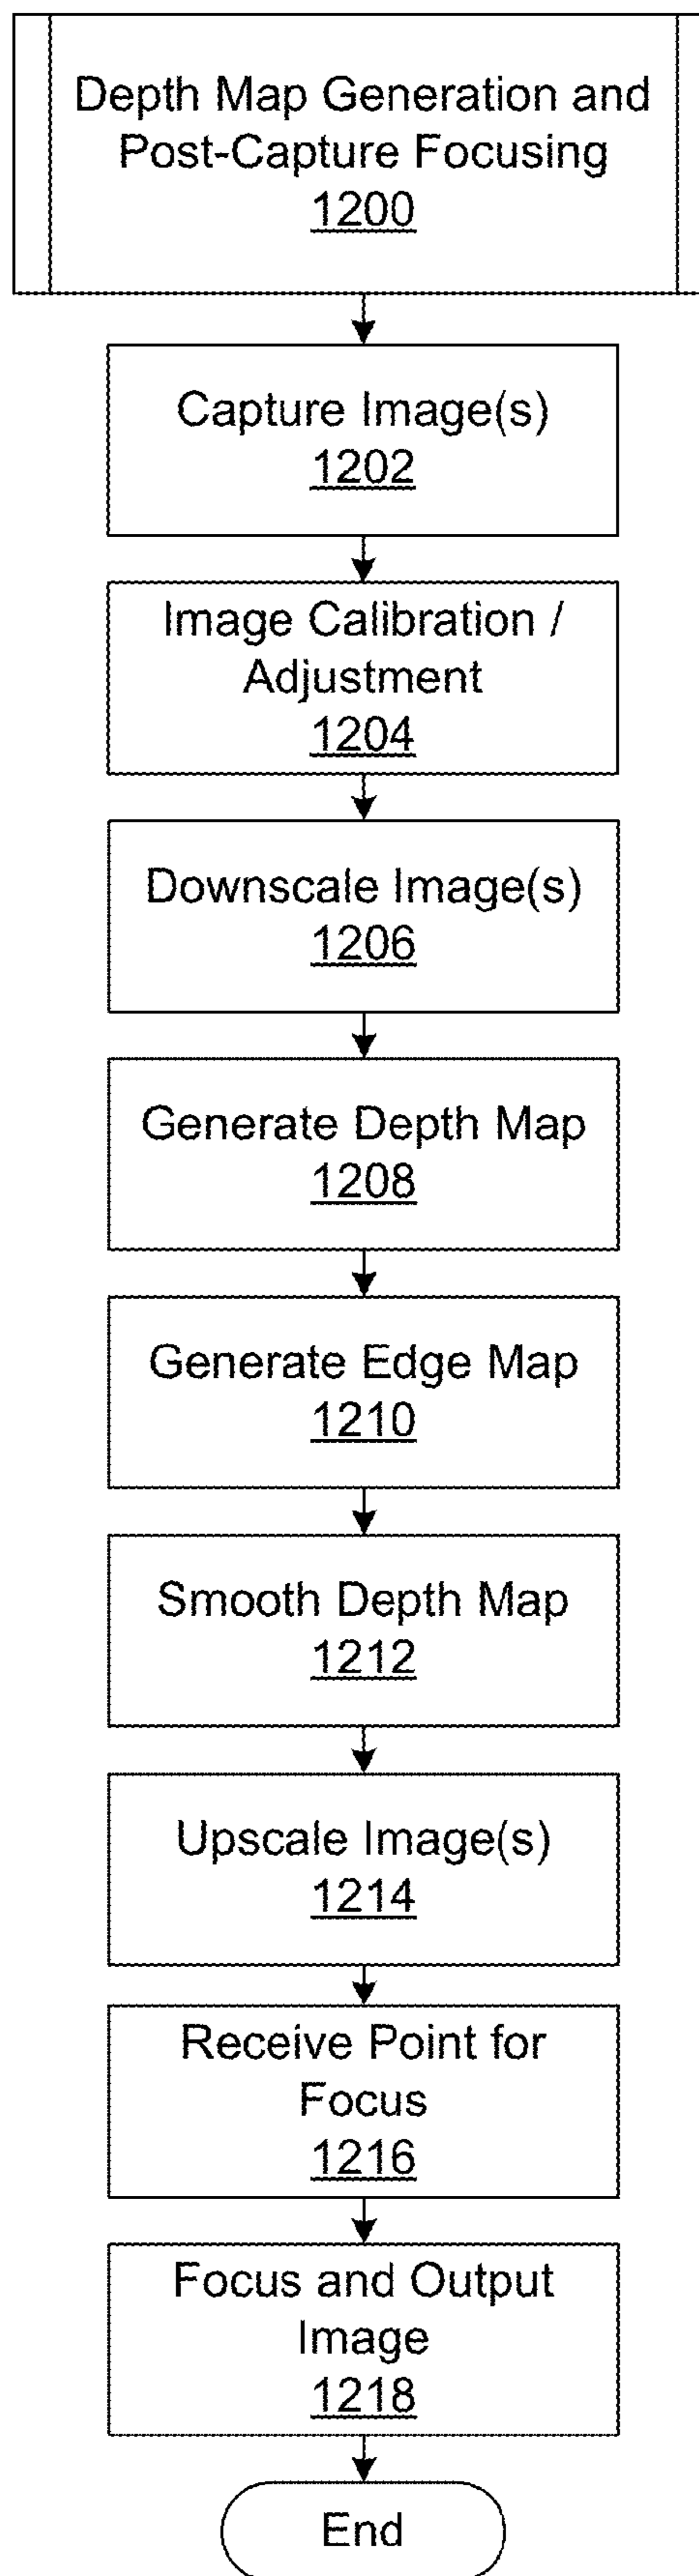 Depth Map Generation and
Post-Capture Focusing
1200
Capture Image(s)
1202
Image Calibration /
Adjustment
1204
Downscale Image(s)
1206
Generate Depth Map
1208
Generate Edge Map
1210
Smooth Depth Map
1212
Upscale Image(s)
1214
Receive Point for
Focus
1216
Focus and Output
Image
1218
End